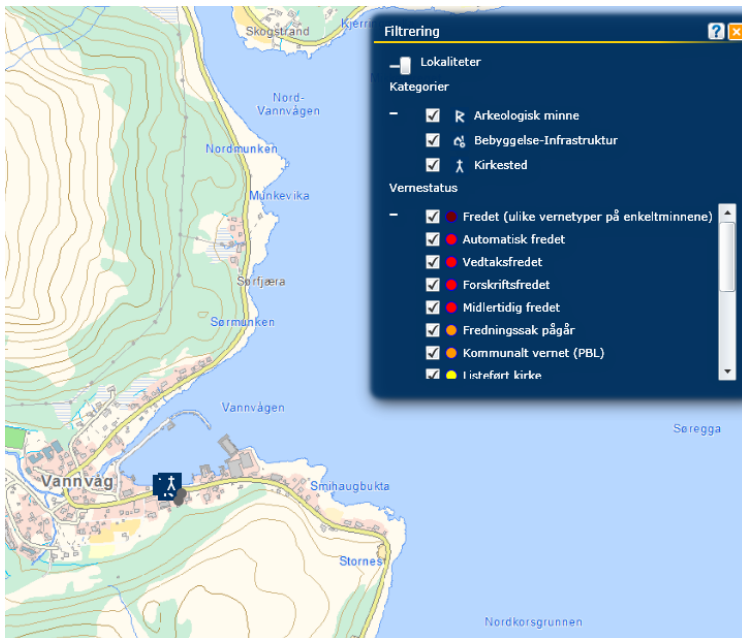 Skogstrand
Kjerr
Nord-
Vannvågen
Nordmunken
Munkevika
Sørfjæra
Sørmunken
Vannvågen
Vannvåg
Smihaugbukta
Stornes
Søregga
Nordkorsgrunnen
Filtrering
?
Lokaliteter
Kategorier
Arkeologisk minne
Bebyggelse-Infrastruktur
Kirkested
Vernestatus
Fredet (ulike vernetyper på enkeltminnene)
Automatisk fredet
Vedtaksfredet
Forskriftsfredet
Midlertidig fredet
Fredningssak pågår
Kommunalt vernet (PBL)
Listeført kirke